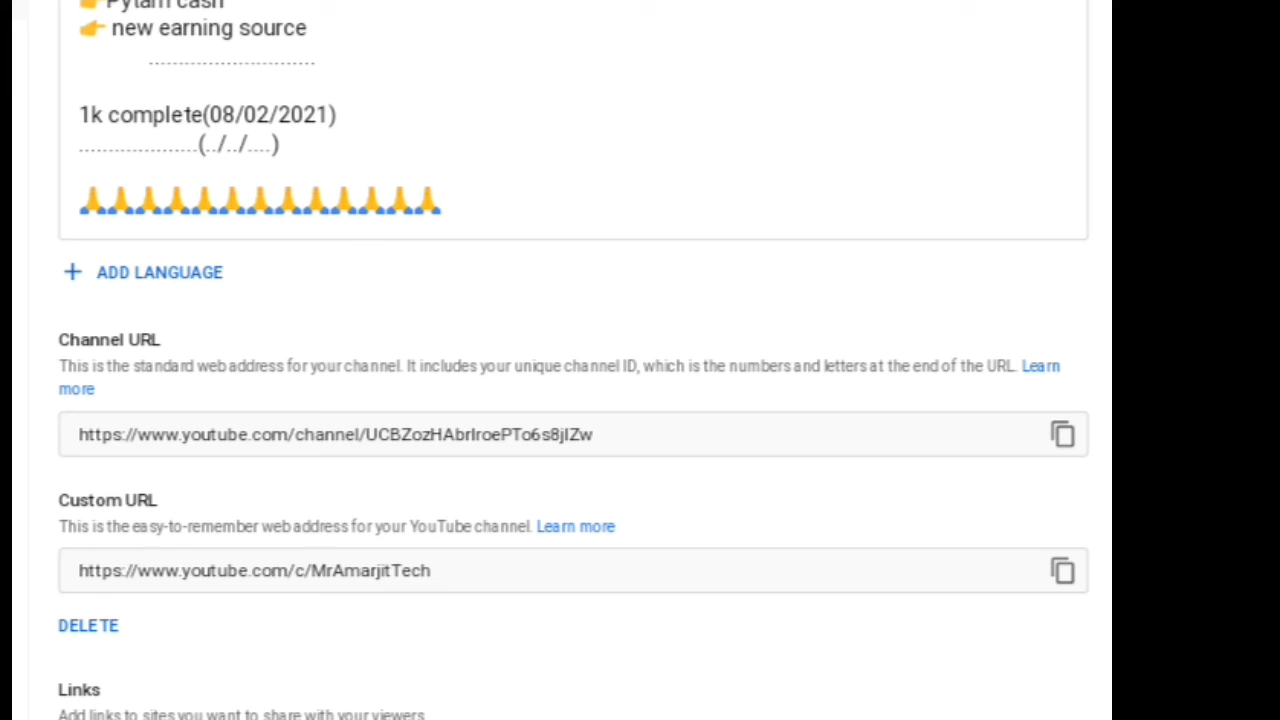 👉Pytam cash
👉 new earning source
...........................
1k complete(08/02/2021)
....................(../../....)
🙏🙏🙏🙏🙏🙏🙏🙏🙏🙏🙏🙏🙏
+ ADD LANGUAGE
Channel URL
This is the standard web address for your channel. It includes your unique channel ID, which is the numbers and letters at the end of the URL. Learn
more
https://www.youtube.com/channel/UCBZozHAbrIroePTo6s8jIZw
Custom URL
This is the easy-to-remember web address for your YouTube channel. Learn more
https://www.youtube.com/c/MrAmarjitTech
DELETE
Links
Add links to sites you want to share with your viewers